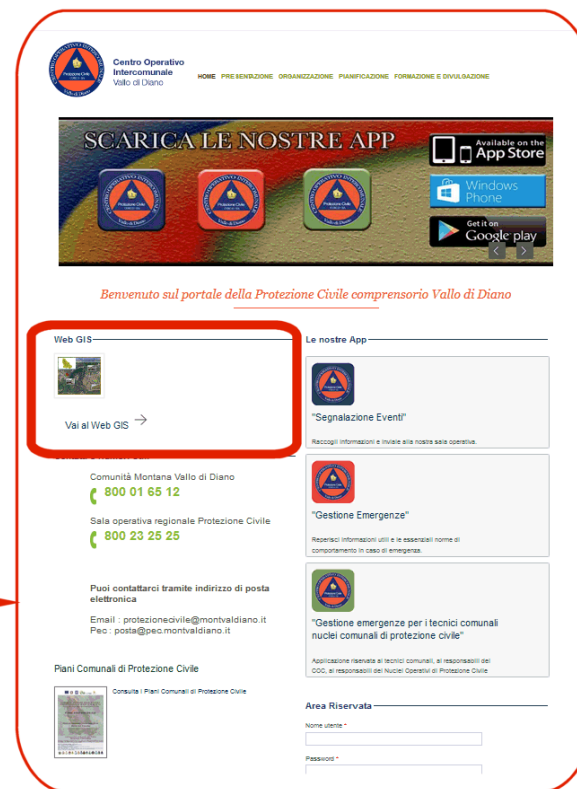 Centro Operativo
Intercomunale
Vallo di Diano
HOME PRESENTAZIONE ORGANIZZAZIONE PIANIFICAZIONE FORMAZIONE E DIVULGAZIONE
SCARICA LE NOSTRE APP
Available on the
App Store
Windows
Phone
Get it on
Google play
Benvenuto sul portale della Protezione Civile comprensorio Vallo di Diano
Web GIS
Vai al Web GIS
Comunità Montana Vallo di Diano
800 01 65 12
Sala operativa regionale Protezione Civile
800 23 25 25
Puoi contattarci tramite indirizzo di posta
elettronica
Email : protezionecivile@montvaldiano.it
Pec : posta@pec.montvaldiano.it
Piani Comunali di Protezione Civile
Consulta i Piani Comunali di Protezione Civile
Le nostre App
"Segnalazione Eventi"
Raccogli informazioni e inviale alla nostra sala operativa.
"Gestione Emergenze"
Reperisci informazioni utili e le essenziali norme di
comportamento in caso di emergenza.
"Gestione emergenze per i tecnici comunali
nuclei comunali di protezione civile"
Applicazione riservata ai tecnici comunali, ai responsabili dei
COC, ai responsabili dei Nuclei Operativi di Protezione Civile
Area Riservata
Nome utente *
Password *